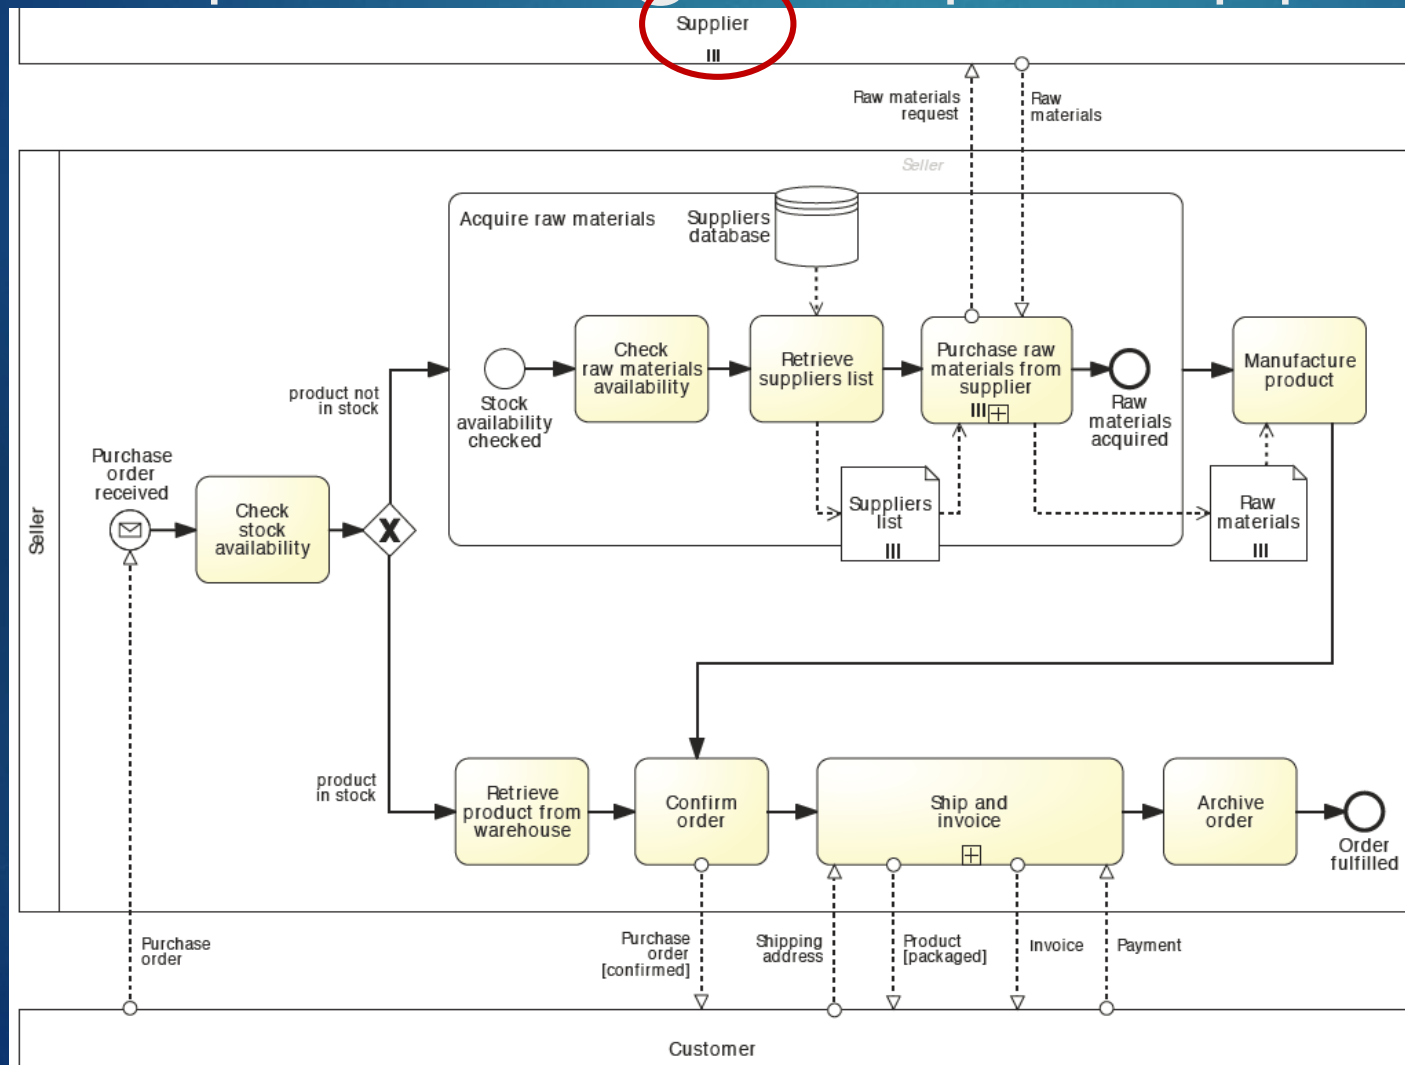 Supplier
Raw materials
request
Raw
materials
Seller
Acquire raw materials
Suppliers
database
Check
raw materials
availability
Retrieve
suppliers list
Purchase raw
materials from
supplier
Manufacture
product
product not
in stock
Stock
availability
checked
Raw
materials
acquired
Purchase
order
received
Check
stock
availability
X
Suppliers
list
Raw
materials
Seller
product
in stock
Retrieve
product from
warehouse
Confirm
order
Ship and
invoice
Archive
order
Order
fulfilled
Purchase
order
Purchase
order
[confirmed]
Shipping
address
Product
[packaged]
Invoice
Payment
Customer